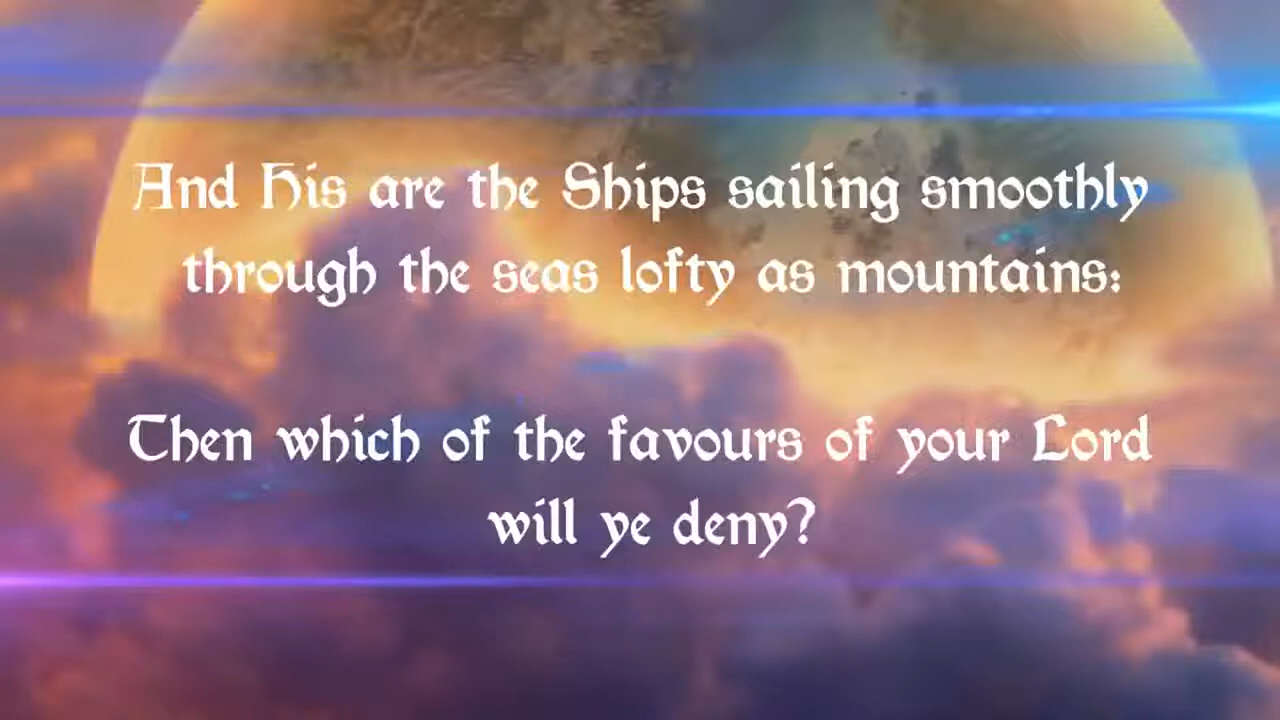 And His are the Ships sailing smoothly
through the seas lofty as mountains:
Then which of the favours of your Lord
will ye deny?